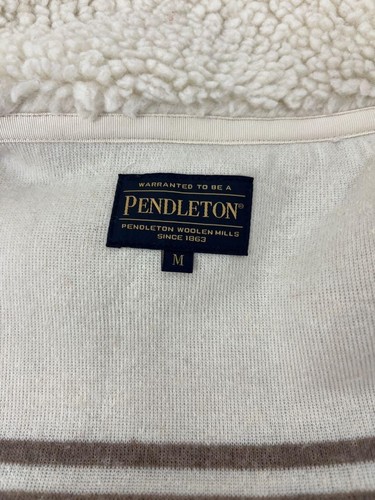 WARRANTED TO BE A
PENDLETON®
PENDLETON WOOLEN MILLS
SINCE 1863
M